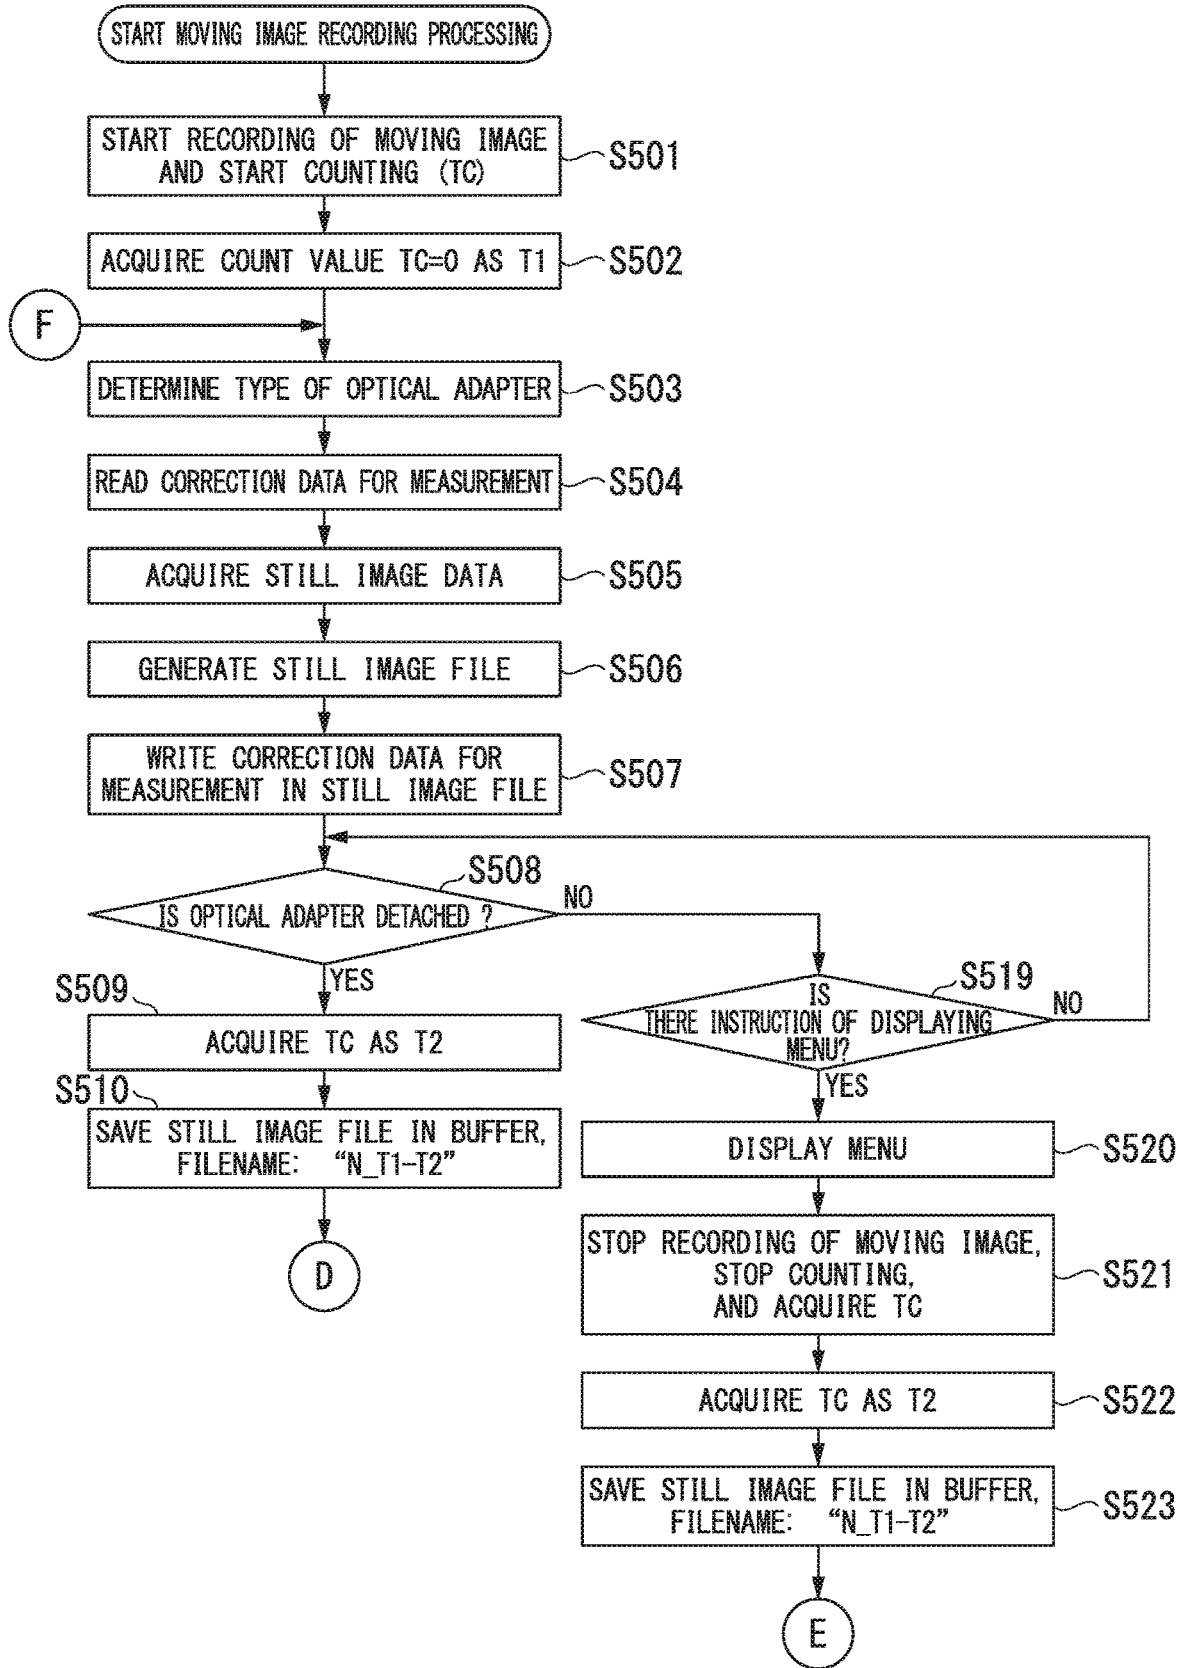 START MOVING IMAGE RECORDING PROCESSING
START RECORDING OF MOVING IMAGE
AND START COUNTING (TC)
S501
ACQUIRE COUNT VALUE TC=0 AS T1
S502
F
DETERMINE TYPE OF OPTICAL ADAPTER
S503
READ CORRECTION DATA FOR MEASUREMENT
S504
ACQUIRE STILL IMAGE DATA
S505
GENERATE STILL IMAGE FILE
S506
WRITE CORRECTION DATA FOR
MEASUREMENT IN STILL IMAGE FILE
S507
S508
IS OPTICAL ADAPTER DETACHED ?
NO
YES
S509
ACQUIRE TC AS T2
S510
SAVE STILL IMAGE FILE IN BUFFER,
FILENAME: “N_T1-T2”
D
S519
IS
THERE INSTRUCTION OF DISPLAYING
MENU?
NO
YES
DISPLAY MENU
S520
STOP RECORDING OF MOVING IMAGE,
STOP COUNTING,
AND ACQUIRE TC
S521
ACQUIRE TC AS T2
S522
SAVE STILL IMAGE FILE IN BUFFER,
FILENAME: “N_T1-T2”
S523
E